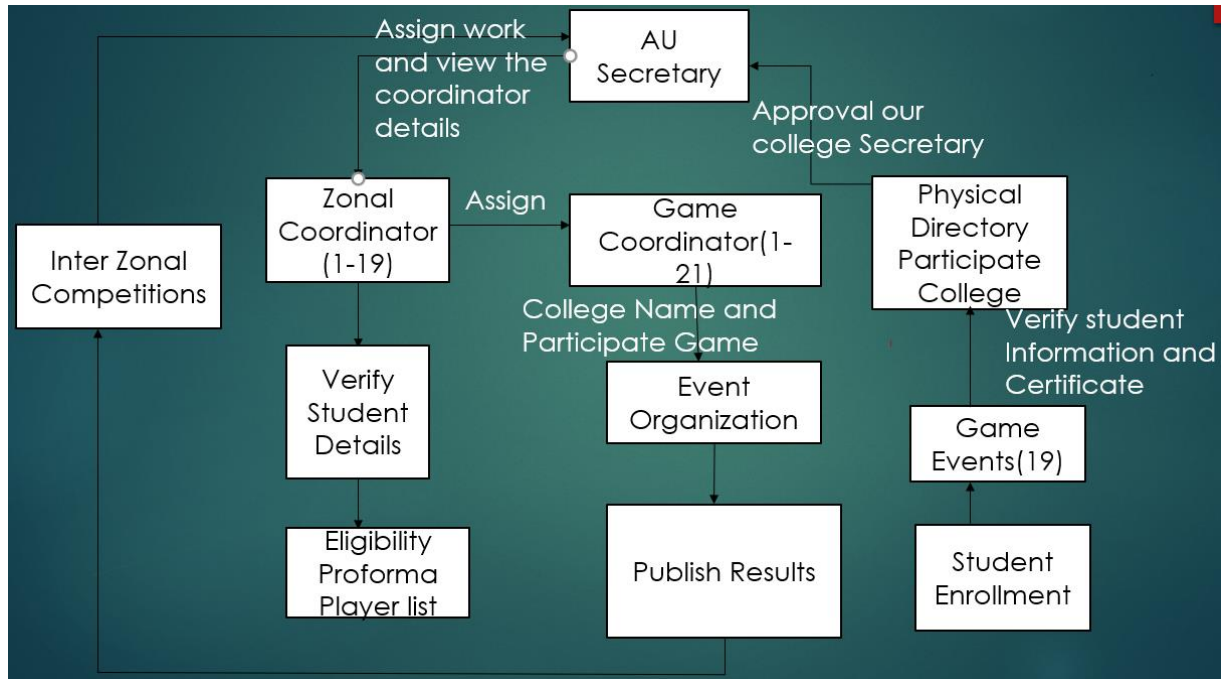 Assign work
and view the
coordinator
details
AU
Secretary
Approval our
college Secretary
Zonal
Coordinator
(1-19)
Assign
Game
Coordinator(1-
21)
Physical
Directory
Participate
College
Inter Zonal
Competitions
College Name and
Participate Game
Verify student
Information and
Certificate
Verify
Student
Details
Event
Organization
Game
Events(19)
Eligibility
Proforma
Player list
Publish Results
Student
Enrollment